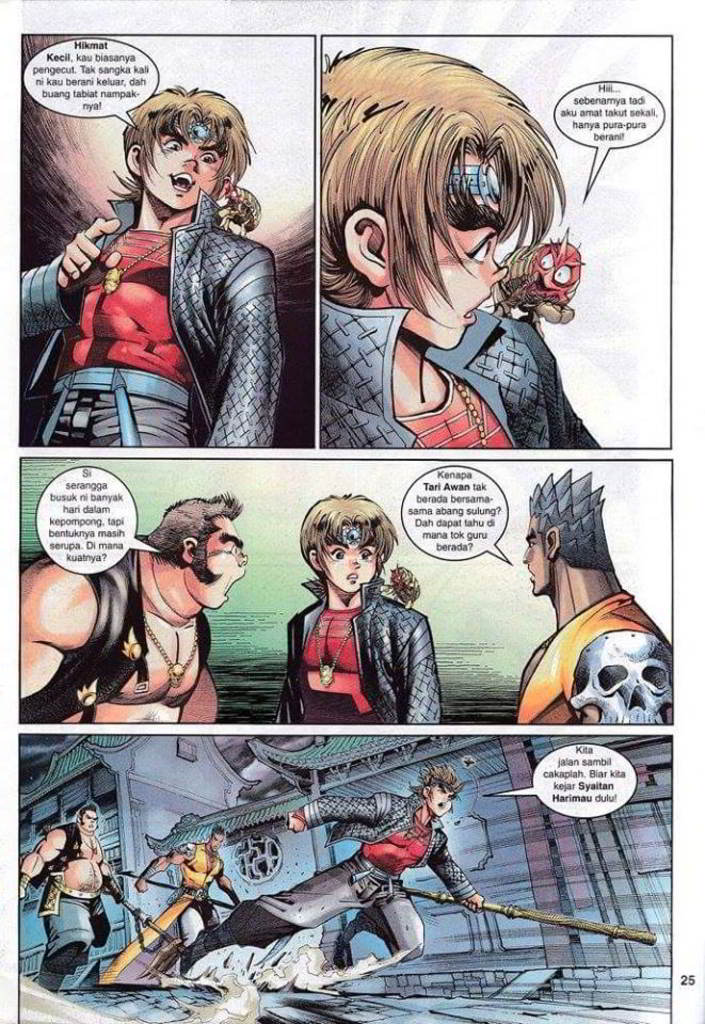 Hikmat
Kecil, kau biasanya
pengecut. Tak sangka kali
ni kau berani keluar, dah
buang tabiat nampak-
nya!
Hiii...
sebenarnya tadi
aku amat takut sekali,
hanya pura-pura
berani!
Si
serangga
busuk ni banyak
hari dalam
kepompong, tapi
bentuknya masih
serupa. Di mana
kuatnya?
Kenapa
Tari Awan tak
berada bersama-
sama abang sulung?
Dah dapat tahu di
mana tok guru
berada?
Kita
jalan sambil
cakaplah. Biar kita
kejar Syaitan
Harimau dulu!
25